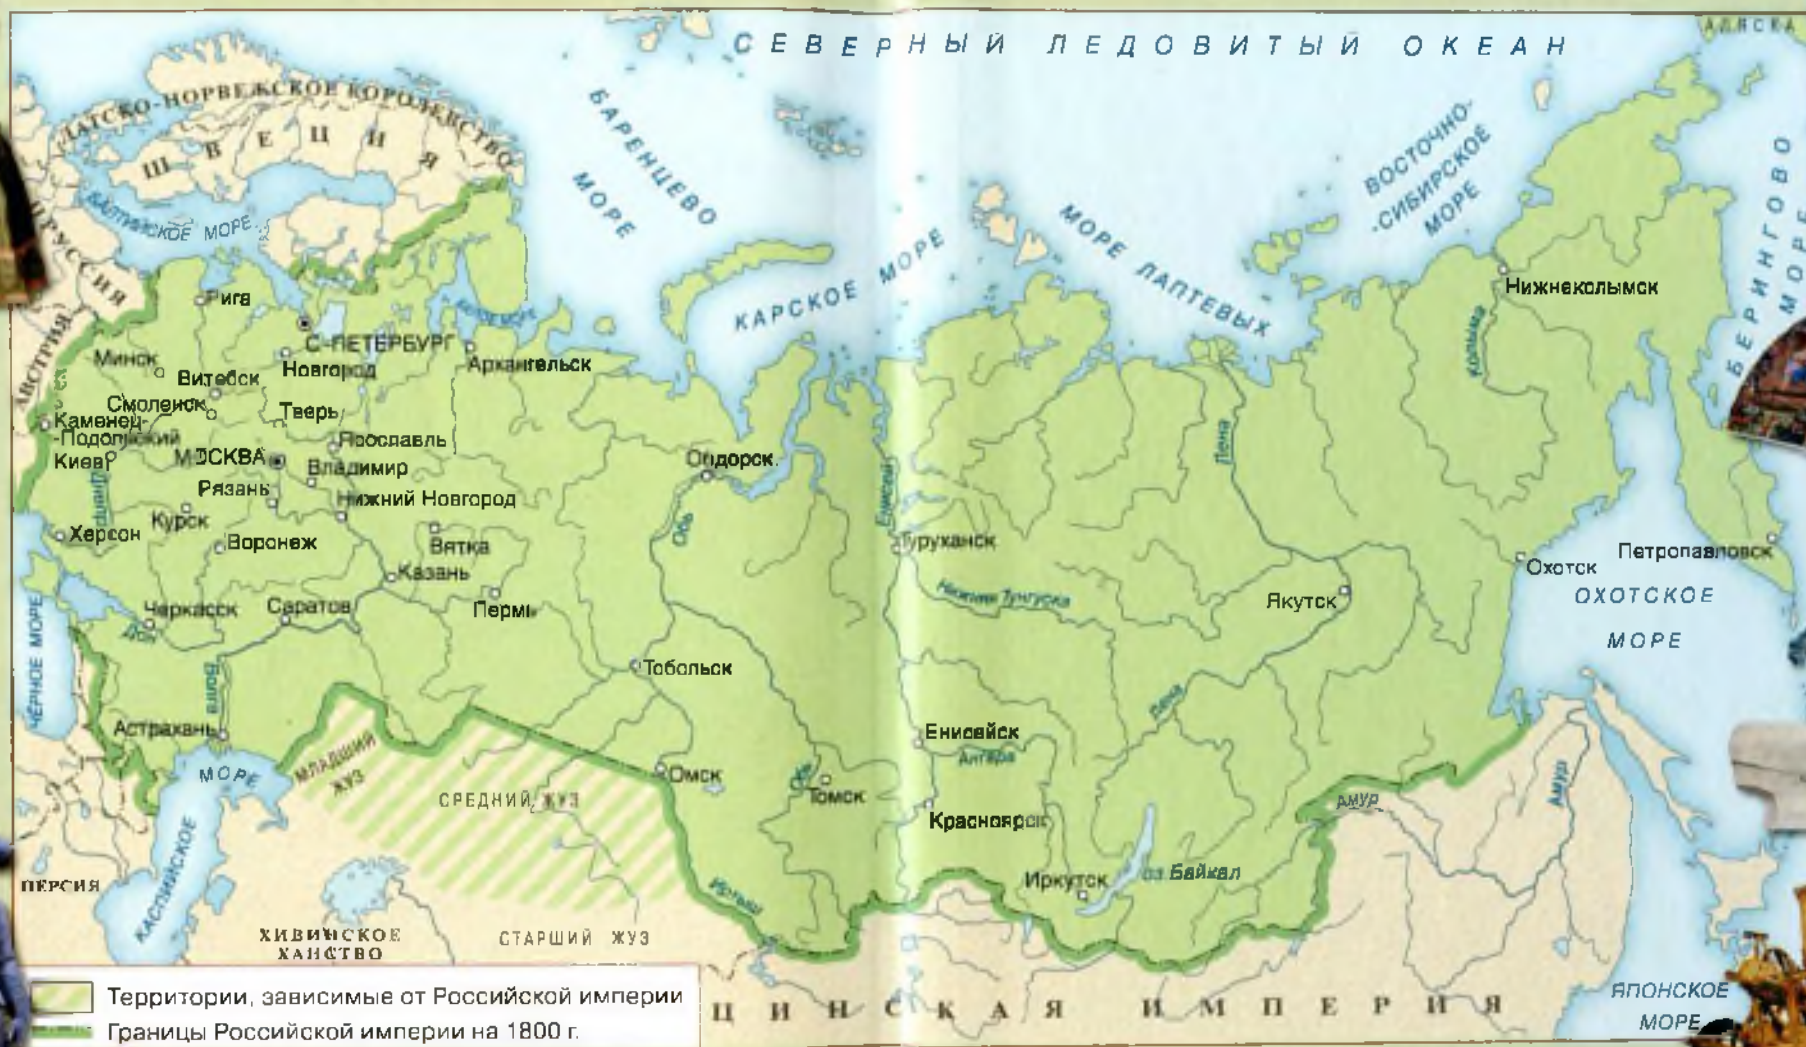 АЛЯСКА
СЕВЕРНЫЙ ЛЕДОВИТЫЙ ОКЕАН
ДАТСКО-НОРВЕЖСКОЕ КОРОЛЕВСТВО
ШВЕЦИЯ
БАРЕНЦЕВО
МОРЕ
ВОСТОЧНО-
-СИБИРСКОЕ
МОРЕ
БЕРИНГОВО
МОРЕ
МОРЕ ЛАПТЕВЫХ
КАРСКОЕ МОРЕ
БАЛТИЙСКОЕ МОРЕ
ПРУССИЯ
АВСТРИЯ
БЕЛОЕ МОРЕ
Рига
С-ПЕТЕРБУРГ
Новгород
Архангельск
Минск
Витебск
Смоленск
Тверь
Каменец-
-Подольский
Киев
Днепр
МОСКВА
Ярославль
Владимир
Рязань
Нижний Новгород
Курск
Херсон
Воронеж
Вятка
Казань
Пермь
Черкасск
Саратов
Дон
Волга
Астрахань
ЧЁРНОЕ МОРЕ
КАСПИЙСКОЕ
МОРЕ
Обдорск
Обь
Енисей
Туруханск
Нижняя Тунгуска
Лена
Колыма
Нижнеколымск
Якутск
Охотск
Петропавловск
ОХОТСКОЕ
МОРЕ
Тобольск
Омск
Обь
Томск
Енисейск
Ангара
Красноярск
Лена
Иркутск
оз. Байкал
Иртыш
АМУР
Амур
МЛАДШИЙ
ЖУЗ
СРЕДНИЙ ЖУЗ
СТАРШИЙ ЖУЗ
ПЕРСИЯ
ХИВИНСКОЕ
ХАНСТВО
ЦИНСКАЯ ИМПЕРИЯ
ЯПОНСКОЕ
МОРЕ
Территории, зависимые от Российской империи
Границы Российской империи на 1800 г.